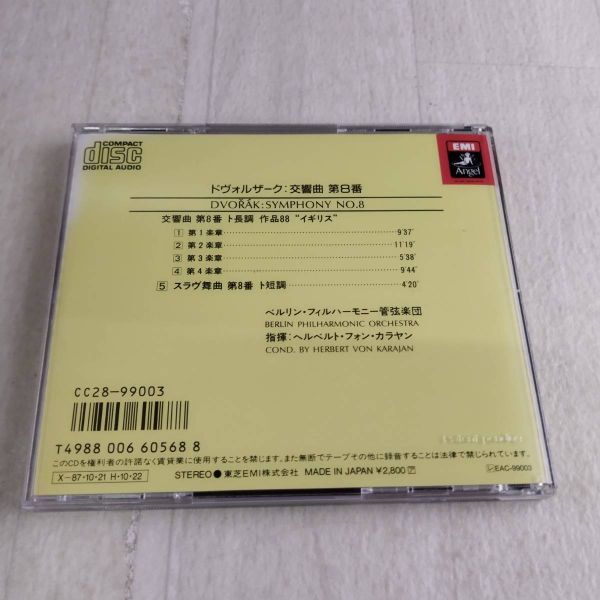 COMPACT
disc
DIGITAL AUDIO
EMI
Angel
ドヴォルザーク:交響曲 第8番
DVOŘÁK:SYMPHONY NO.8
交響曲 第8番 ト長調 作品88 “イギリス”
1 第1楽章 9'37"
2 第2楽章 11'19"
3 第3楽章 5'38"
4 第4楽章 9'44"
5 スラヴ舞曲 第8番 ト短調 4'20"
ベルリン・フィルハーモニー管弦楽団
BERLIN PHILHARMONIC ORCHESTRA
指揮:ヘルベルト・フォン・カラヤン
COND. BY HERBERT VON KARAJAN
CC28-99003
T4988 006 60568 8
このCDを権利者の許諾なく賃貸業に使用することを禁じます。また無断でテープその他に録音することは法律で禁じられています。
X-87・10・21 H・10・22
STEREO ● 東芝EMI株式会社 MADE IN JAPAN ¥2,800
ⓅEAC-99003